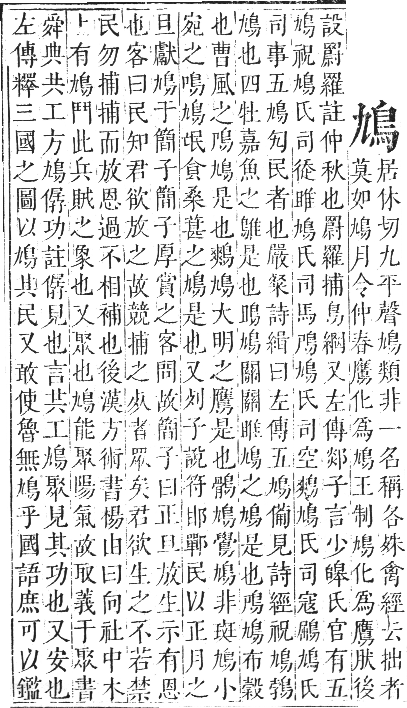 鳩
居休切九平聲鳩類非一名稱各殊禽經云拙者
莫如鳩月令仲春鷹化為鳩王制鳩化為鷹肰後
設罻羅註仲秋也罻羅捕鳥網又左傳郯子言少皞氏官有五
鳩祝鳩氏司徒雎鳩氏司馬鳲鳩氏司空鷞鳩氏司寇鶻鳩氏
司事五鳩匃民者也嚴粲詩緝曰左傳五鳩備見詩經祝鳩鵓
鳩也四牡嘉魚之鵻是也鴡鳩關關雎鳩之鳩是也鳲鳩布穀
也曹風之鳲鳩是也鷞鳩大明之鷹是也鶻鳩鷽鳩非斑鳩小
宛之鳴鳩氓食桑葚之鳩是也又列子說符邯鄲民以正月之
旦獻鳩于簡子簡子厚賞之客問故簡子曰正旦放生示有恩
也客曰民知君欲放之故競捕之死者眾矣君欲生之不若禁
民勿捕捕而放恩過不相補也後漢方術書楊由曰向社中木
上有鳩鬥此兵賊之象也又聚也鳩能聚陽氣故取義于聚書
舜典共工方鳩僝功註僝見也言共工鳩聚見其功也又安也
左傳釋三國之圖以鳩其民又敢使魯無鳩乎國語庶可以鑑